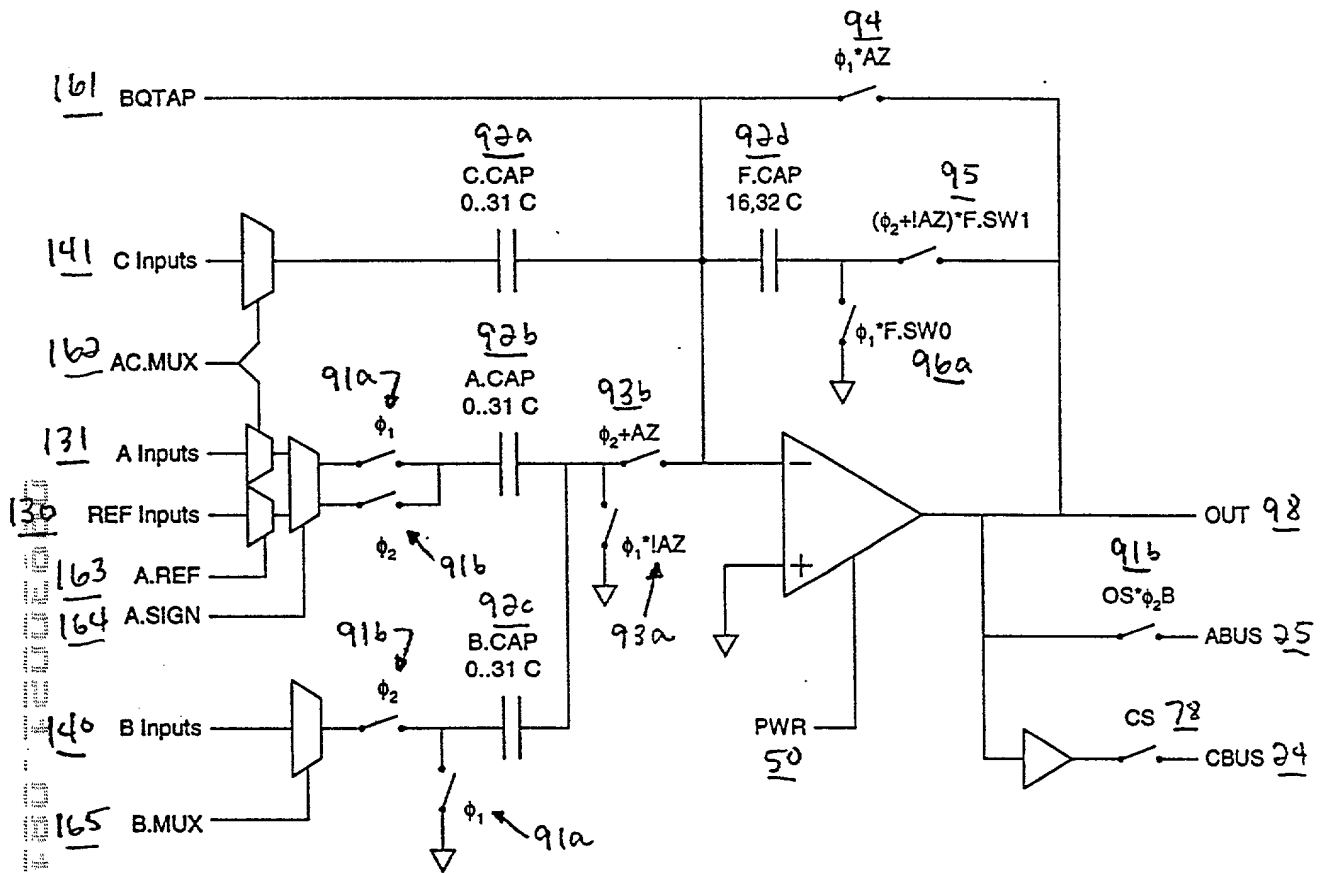 94
φ₁*AZ
161 BQTAP
92a
C.CAP
0..31 C
92d
F.CAP
16,32 C
95
(φ₂+!AZ)*F.SW1
141 C Inputs
φ₁*F.SW0
96a
162 AC.MUX
91a
92b
A.CAP
0..31 C
93b
φ₂+AZ
φ₁
131 A Inputs
130 REF Inputs
φ₂
91b
φ₁*!AZ
93a
−
+
OUT 98
163 A.REF
164 A.SIGN
91b
OS*φ₂B
ABUS 25
91b
φ₂
92c
B.CAP
0..31 C
140 B Inputs
PWR
50
CS 78
CBUS 24
φ₁
91a
165 B.MUX